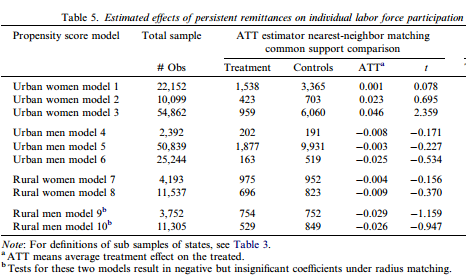 Table 5. Estimated effects of persistent remittances on individual labor force participation
Propensity score model Total sample ATT estimator nearest-neighbor matching
common support comparison
# Obs Treatment Controls ATTᵃ t
Urban women model 1 22,152 1,538 3,365 0.001 0.078
Urban women model 2 10,099 423 703 0.023 0.695
Urban women model 3 54,862 959 6,060 0.046 2.359
Urban men model 4 2,392 202 191 −0.008 −0.171
Urban men model 5 50,839 1,877 9,931 −0.003 −0.227
Urban men model 6 25,244 163 519 −0.025 −0.534
Rural women model 7 4,193 975 952 −0.004 −0.156
Rural women model 8 11,537 696 823 −0.009 −0.370
Rural men model 9ᵇ 3,752 754 752 −0.029 −1.159
Rural men model 10ᵇ 11,305 529 849 −0.026 −0.947
Note: For definitions of sub samples of states, see Table 3.
ᵃ ATT means average treatment effect on the treated.
ᵇ Tests for these two models result in negative but insignificant coefficients under radius matching.